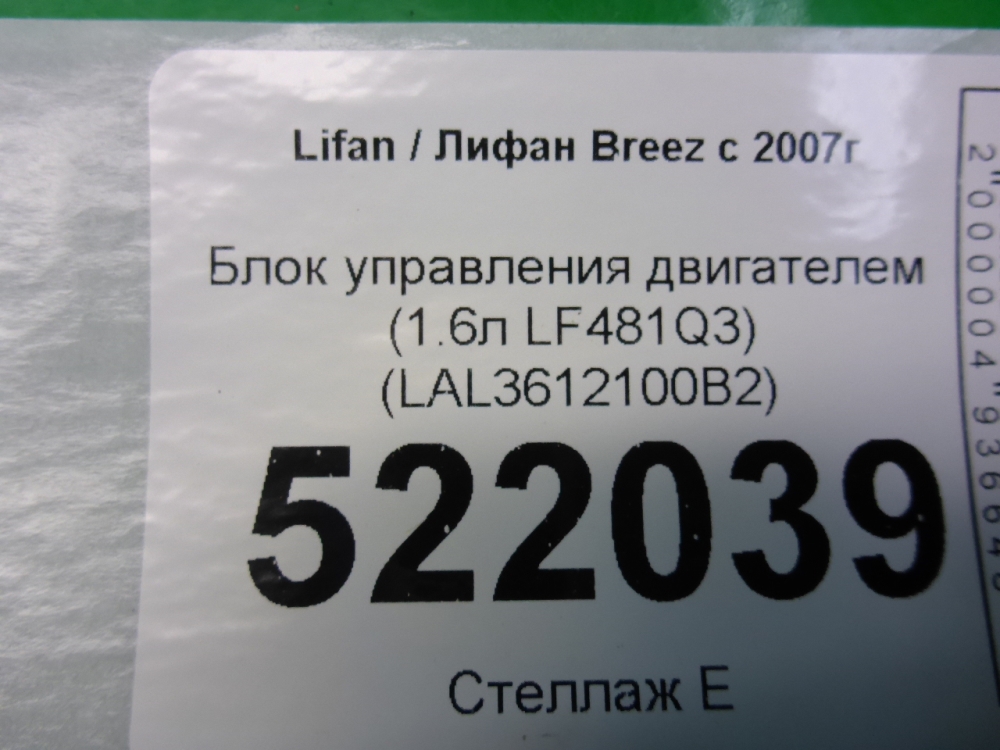 Lifan / Лифан Breez с 2007г
Блок управления двигателем
(1.6л LF481Q3)
(LAL3612100B2)
522039
Стеллаж Е